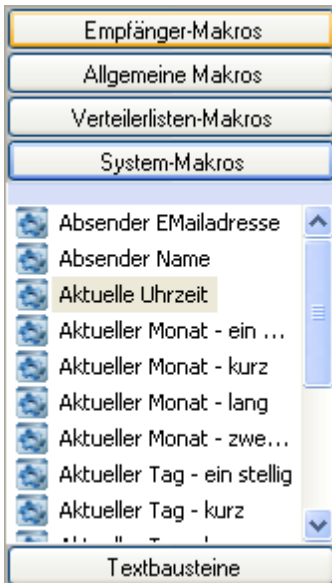 Empfänger-Makros
Allgemeine Makros
Verteilerlisten-Makros
System-Makros
Absender EMailadresse
Absender Name
Aktuelle Uhrzeit
Aktueller Monat - ein ...
Aktueller Monat - kurz
Aktueller Monat - lang
Aktueller Monat - zwe...
Aktueller Tag - ein stellig
Aktueller Tag - kurz
Textbausteine